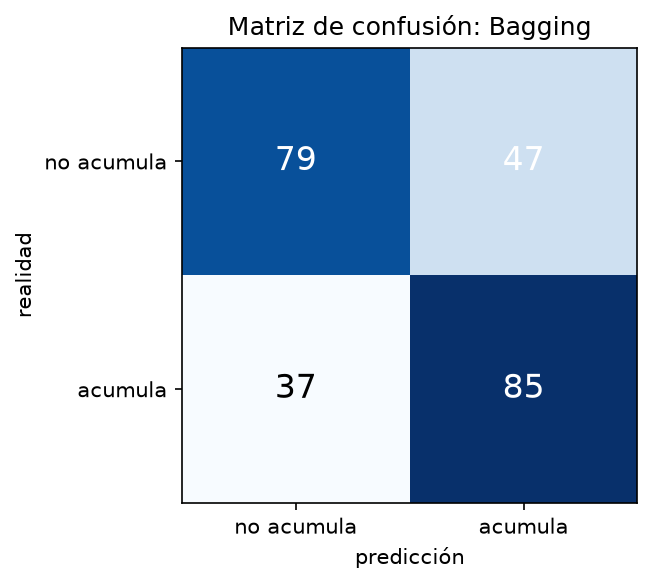 Matriz de confusión: Bagging
no acumula
79
47
realidad
acumula
37
85
no acumula
acumula
predicción